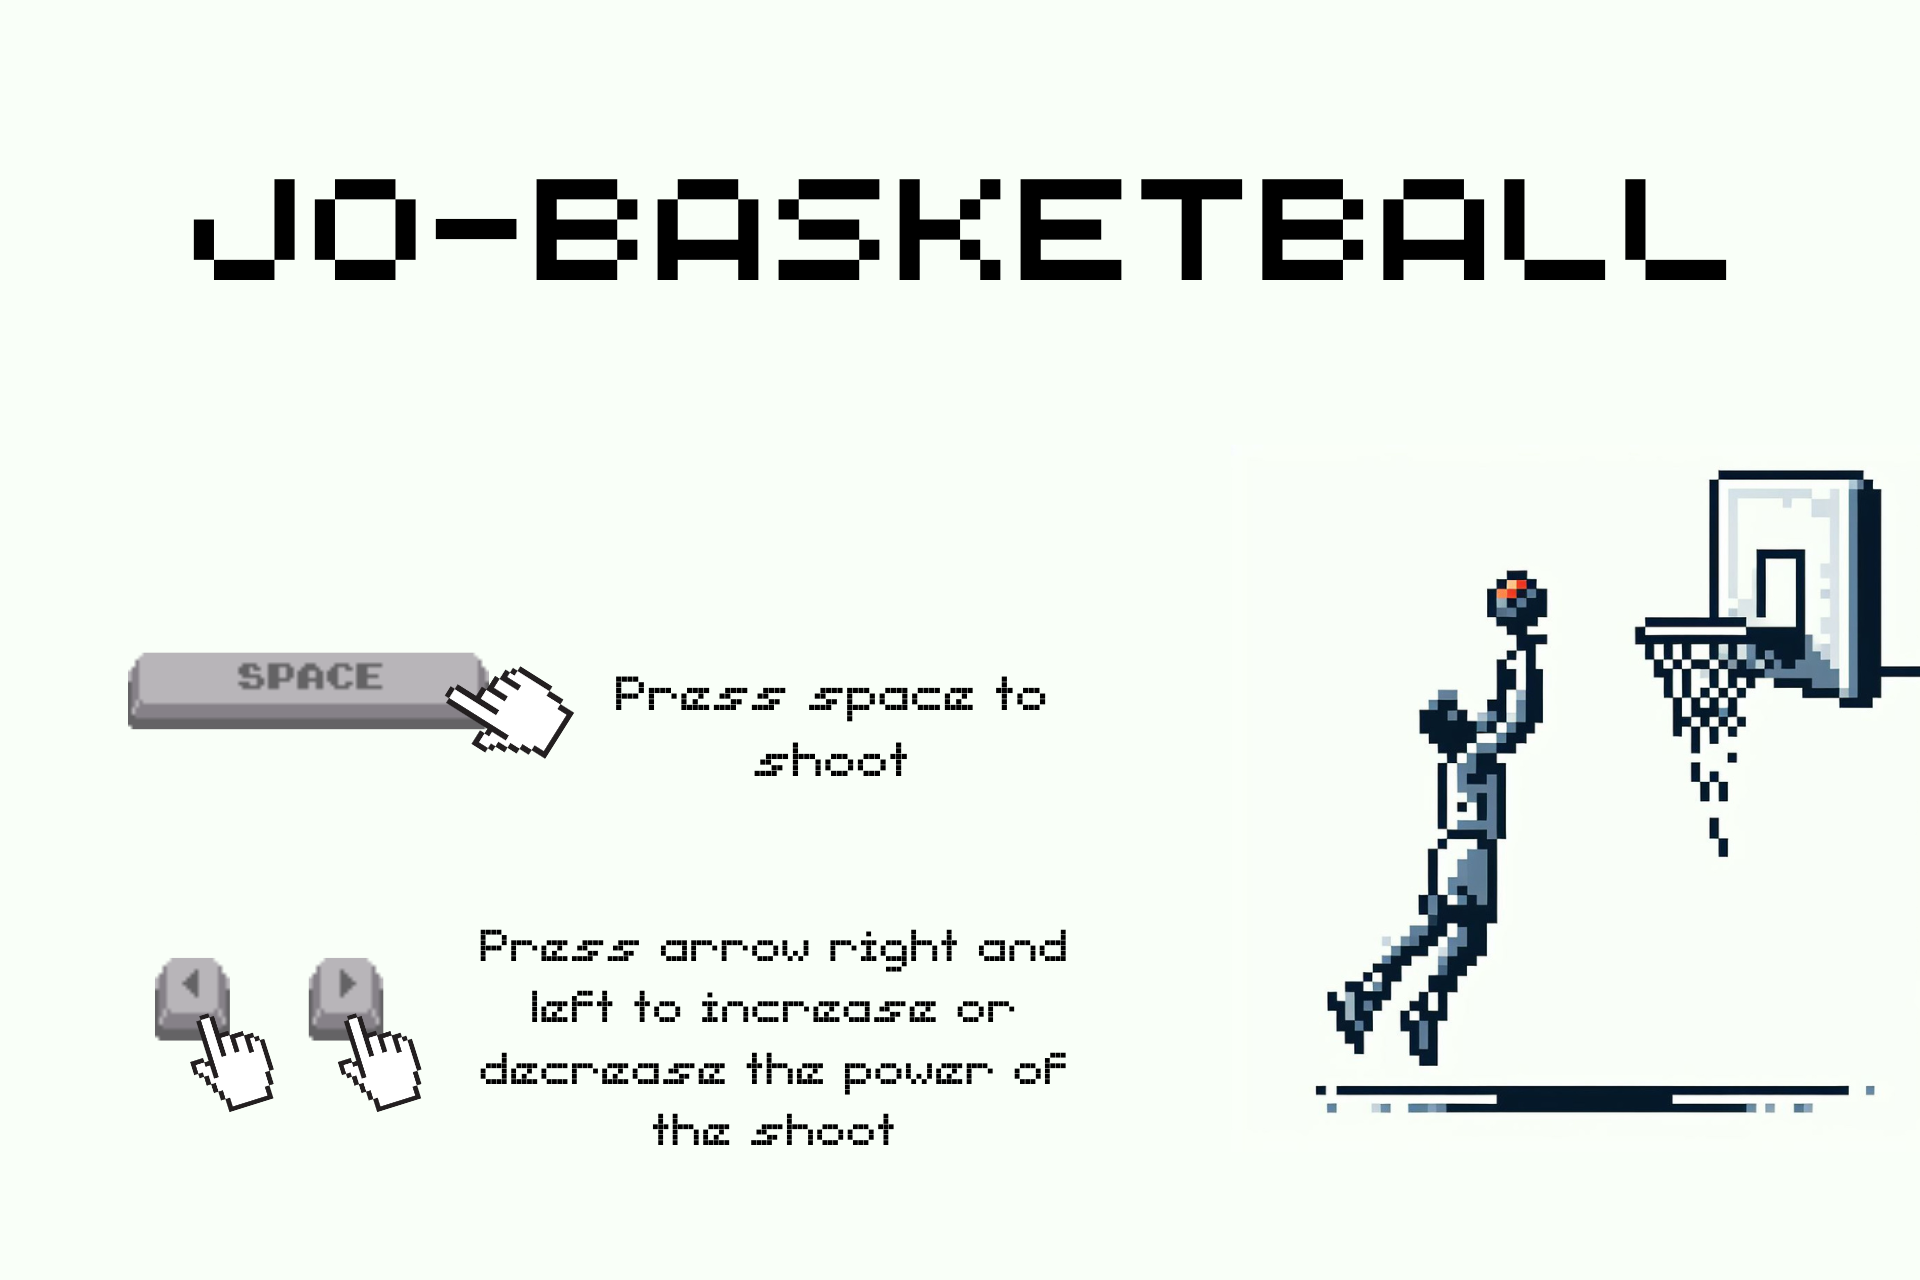 JO-BASKETBALL
SPACE
Press space to
shoot
Press arrow right and
left to increase or
decrease the power of
the shoot